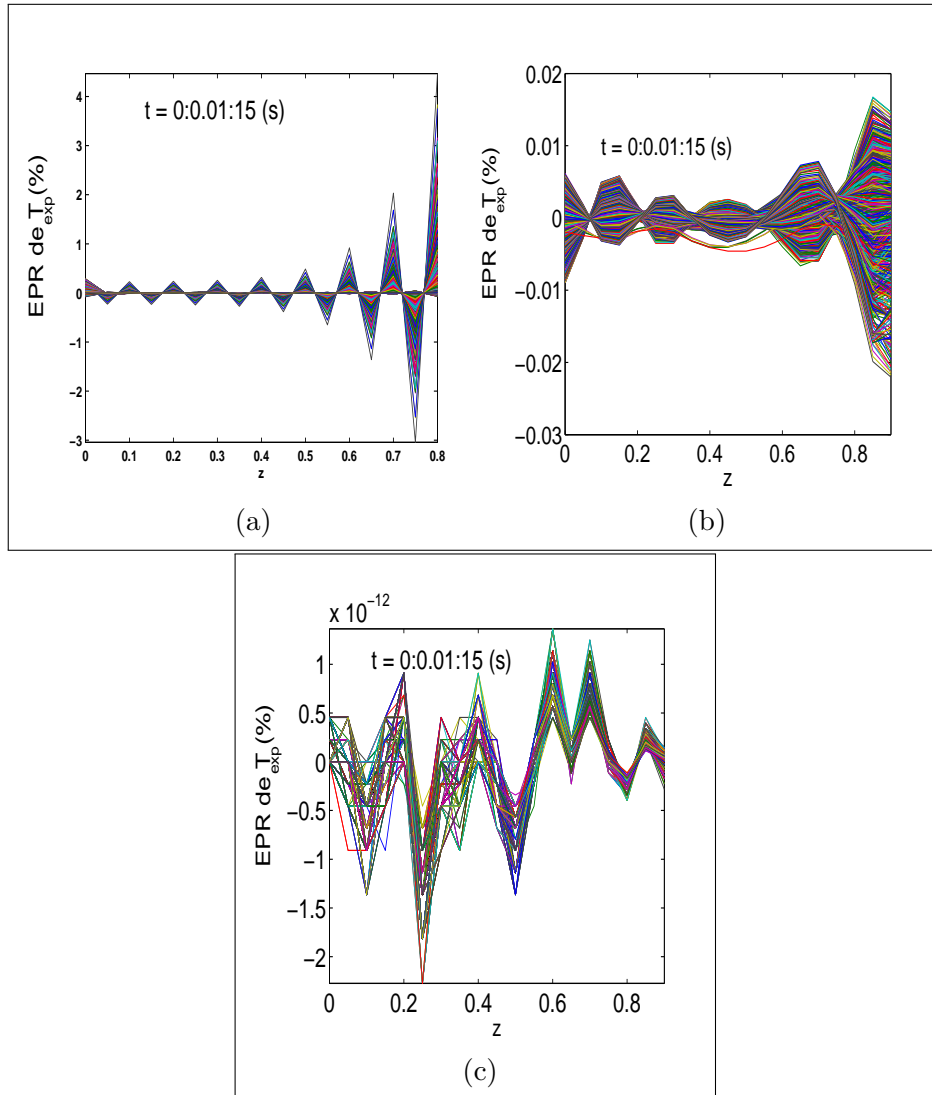 t = 0:0.01:15 (s)
EPR de T_exp(%)
4
3
2
1
0
−1
−2
−3
0 0.1 0.2 0.3 0.4 0.5 0.6 0.7 0.8
z
(a)
t = 0:0.01:15 (s)
EPR de T_exp(%)
0.02
0.01
0
−0.01
−0.02
−0.03
0 0.2 0.4 0.6 0.8
z
(b)
x 10^−12
t = 0:0.01:15 (s)
EPR de T_exp(%)
1
0.5
0
−0.5
−1
−1.5
−2
0 0.2 0.4 0.6 0.8
z
(c)